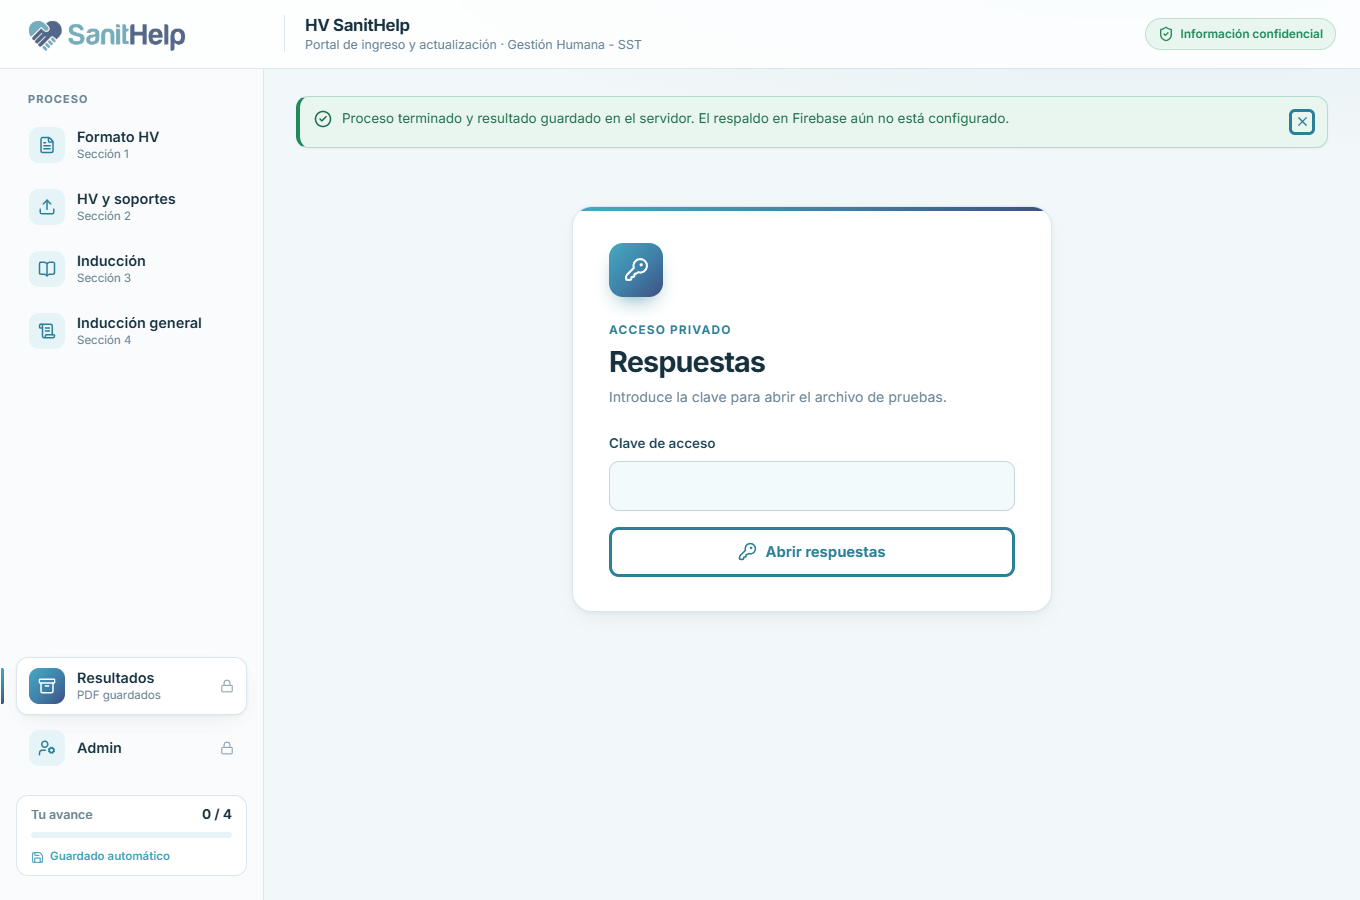 SanitHelp
HV SanitHelp
Portal de ingreso y actualización · Gestión Humana - SST
Información confidencial
PROCESO
Formato HV
Sección 1
HV y soportes
Sección 2
Inducción
Sección 3
Inducción general
Sección 4
Resultados
PDF guardados
Admin
Tu avance
0 / 4
Guardado automático
Proceso terminado y resultado guardado en el servidor. El respaldo en Firebase aún no está configurado.
ACCESO PRIVADO
Respuestas
Introduce la clave para abrir el archivo de pruebas.
Clave de acceso
Abrir respuestas